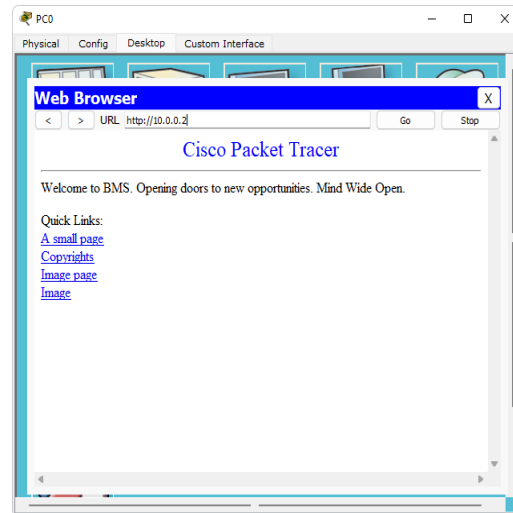 PC0
Physical Config Desktop Custom Interface
Web Browser X
< > URL http://10.0.0.2 Go Stop
Cisco Packet Tracer
Welcome to BMS. Opening doors to new opportunities. Mind Wide Open.
Quick Links:
A small page
Copyrights
Image page
Image